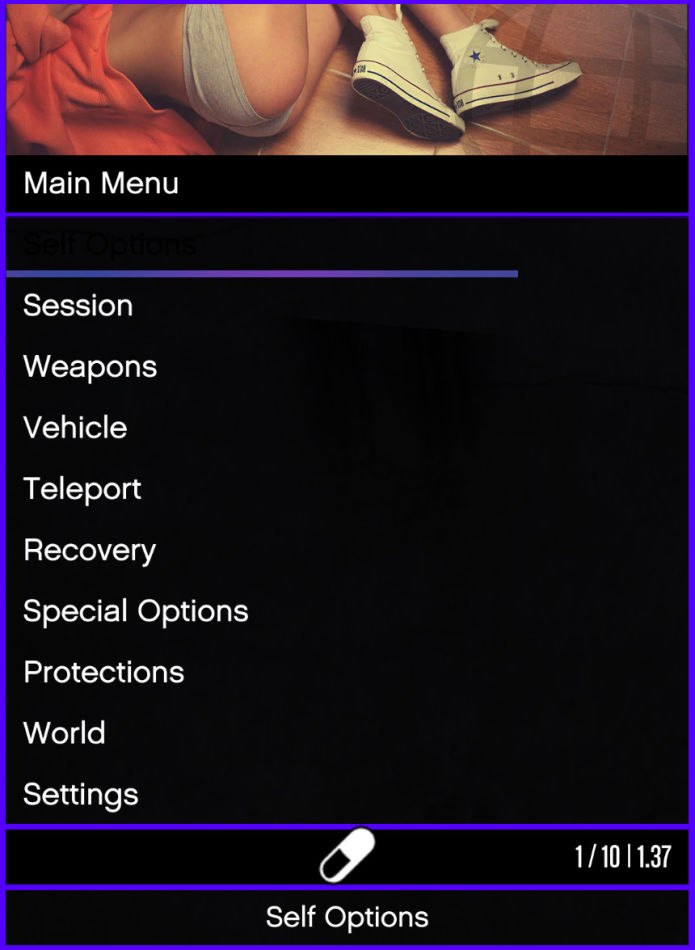 Main Menu
Self Options
Session
Weapons
Vehicle
Teleport
Recovery
Special Options
Protections
World
Settings
1 / 10 | 1.37
Self Options